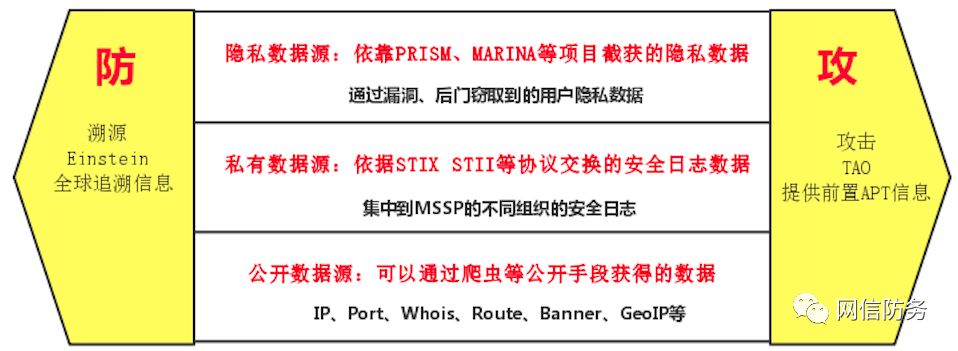 防
溯源
Einstein
全球追溯信息
隐私数据源：依靠PRISM、MARINA等项目截获的隐私数据
通过漏洞、后门窃取到的用户隐私数据
私有数据源：依据STIX STII等协议交换的安全日志数据
集中到MSSP的不同组织的安全日志
公开数据源：可以通过爬虫等公开手段获得的数据
IP、Port、Whois、Route、Banner、GeoIP等
攻
攻击
TAO
提供前置APT信息
网信防务